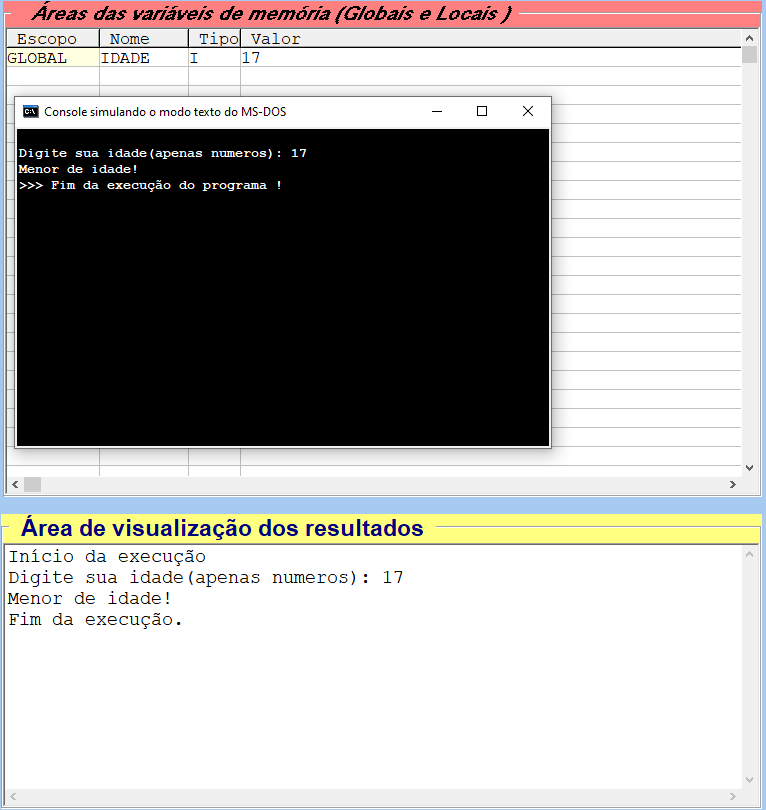 Áreas das variáveis de memória (Globais e Locais )
Escopo Nome Tipo Valor
GLOBAL IDADE I 17
C:\ Console simulando o modo texto do MS-DOS
Digite sua idade(apenas numeros): 17
Menor de idade!
>>> Fim da execução do programa !
Área de visualização dos resultados
Início da execução
Digite sua idade(apenas numeros): 17
Menor de idade!
Fim da execução.